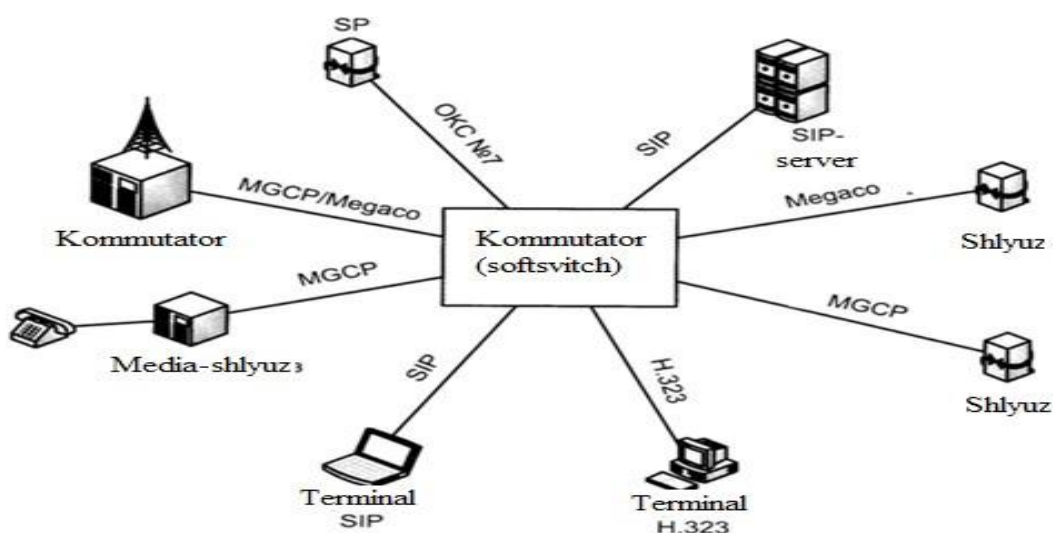 SP
ОКС №7
SIP
SIP-
server
MGCP/Megaco
Megaco
Kommutator
Kommutator
(softsvitch)
Shlyuz
MGCP
MGCP
Media-shlyuz з
Shlyuz
SIP
H.323
Terminal
SIP
Terminal
H.323